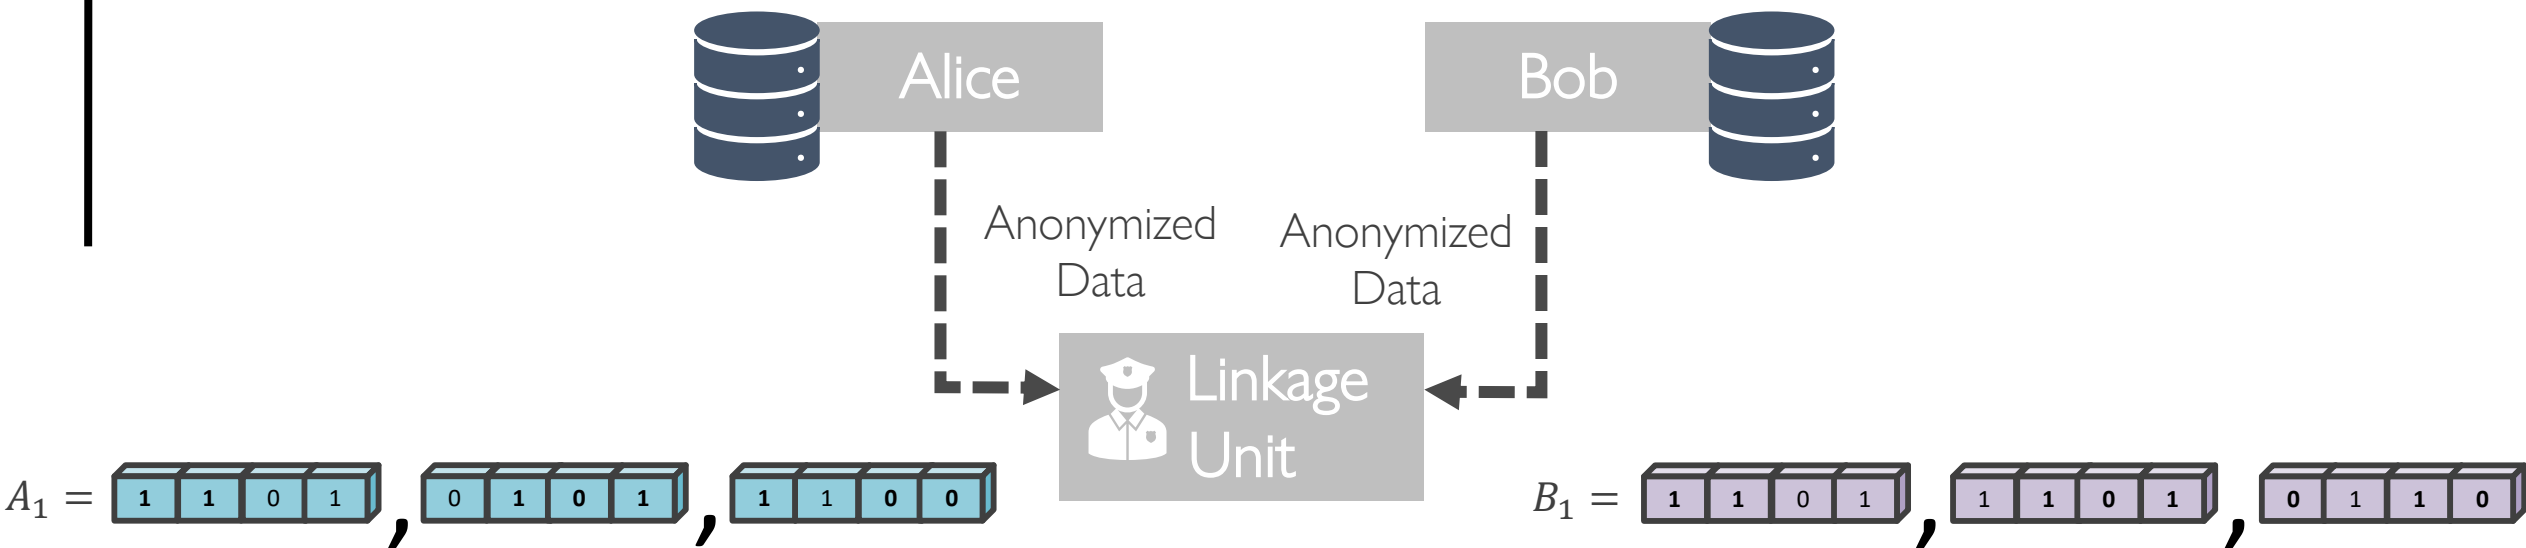 Alice
Bob
Anonymized
Data
Anonymized
Data
Linkage
Unit
A₁ = 1 1 0 1 , 0 1 0 1 , 1 1 0 0
B₁ = 1 1 0 1 , 1 1 0 1 , 0 1 1 0